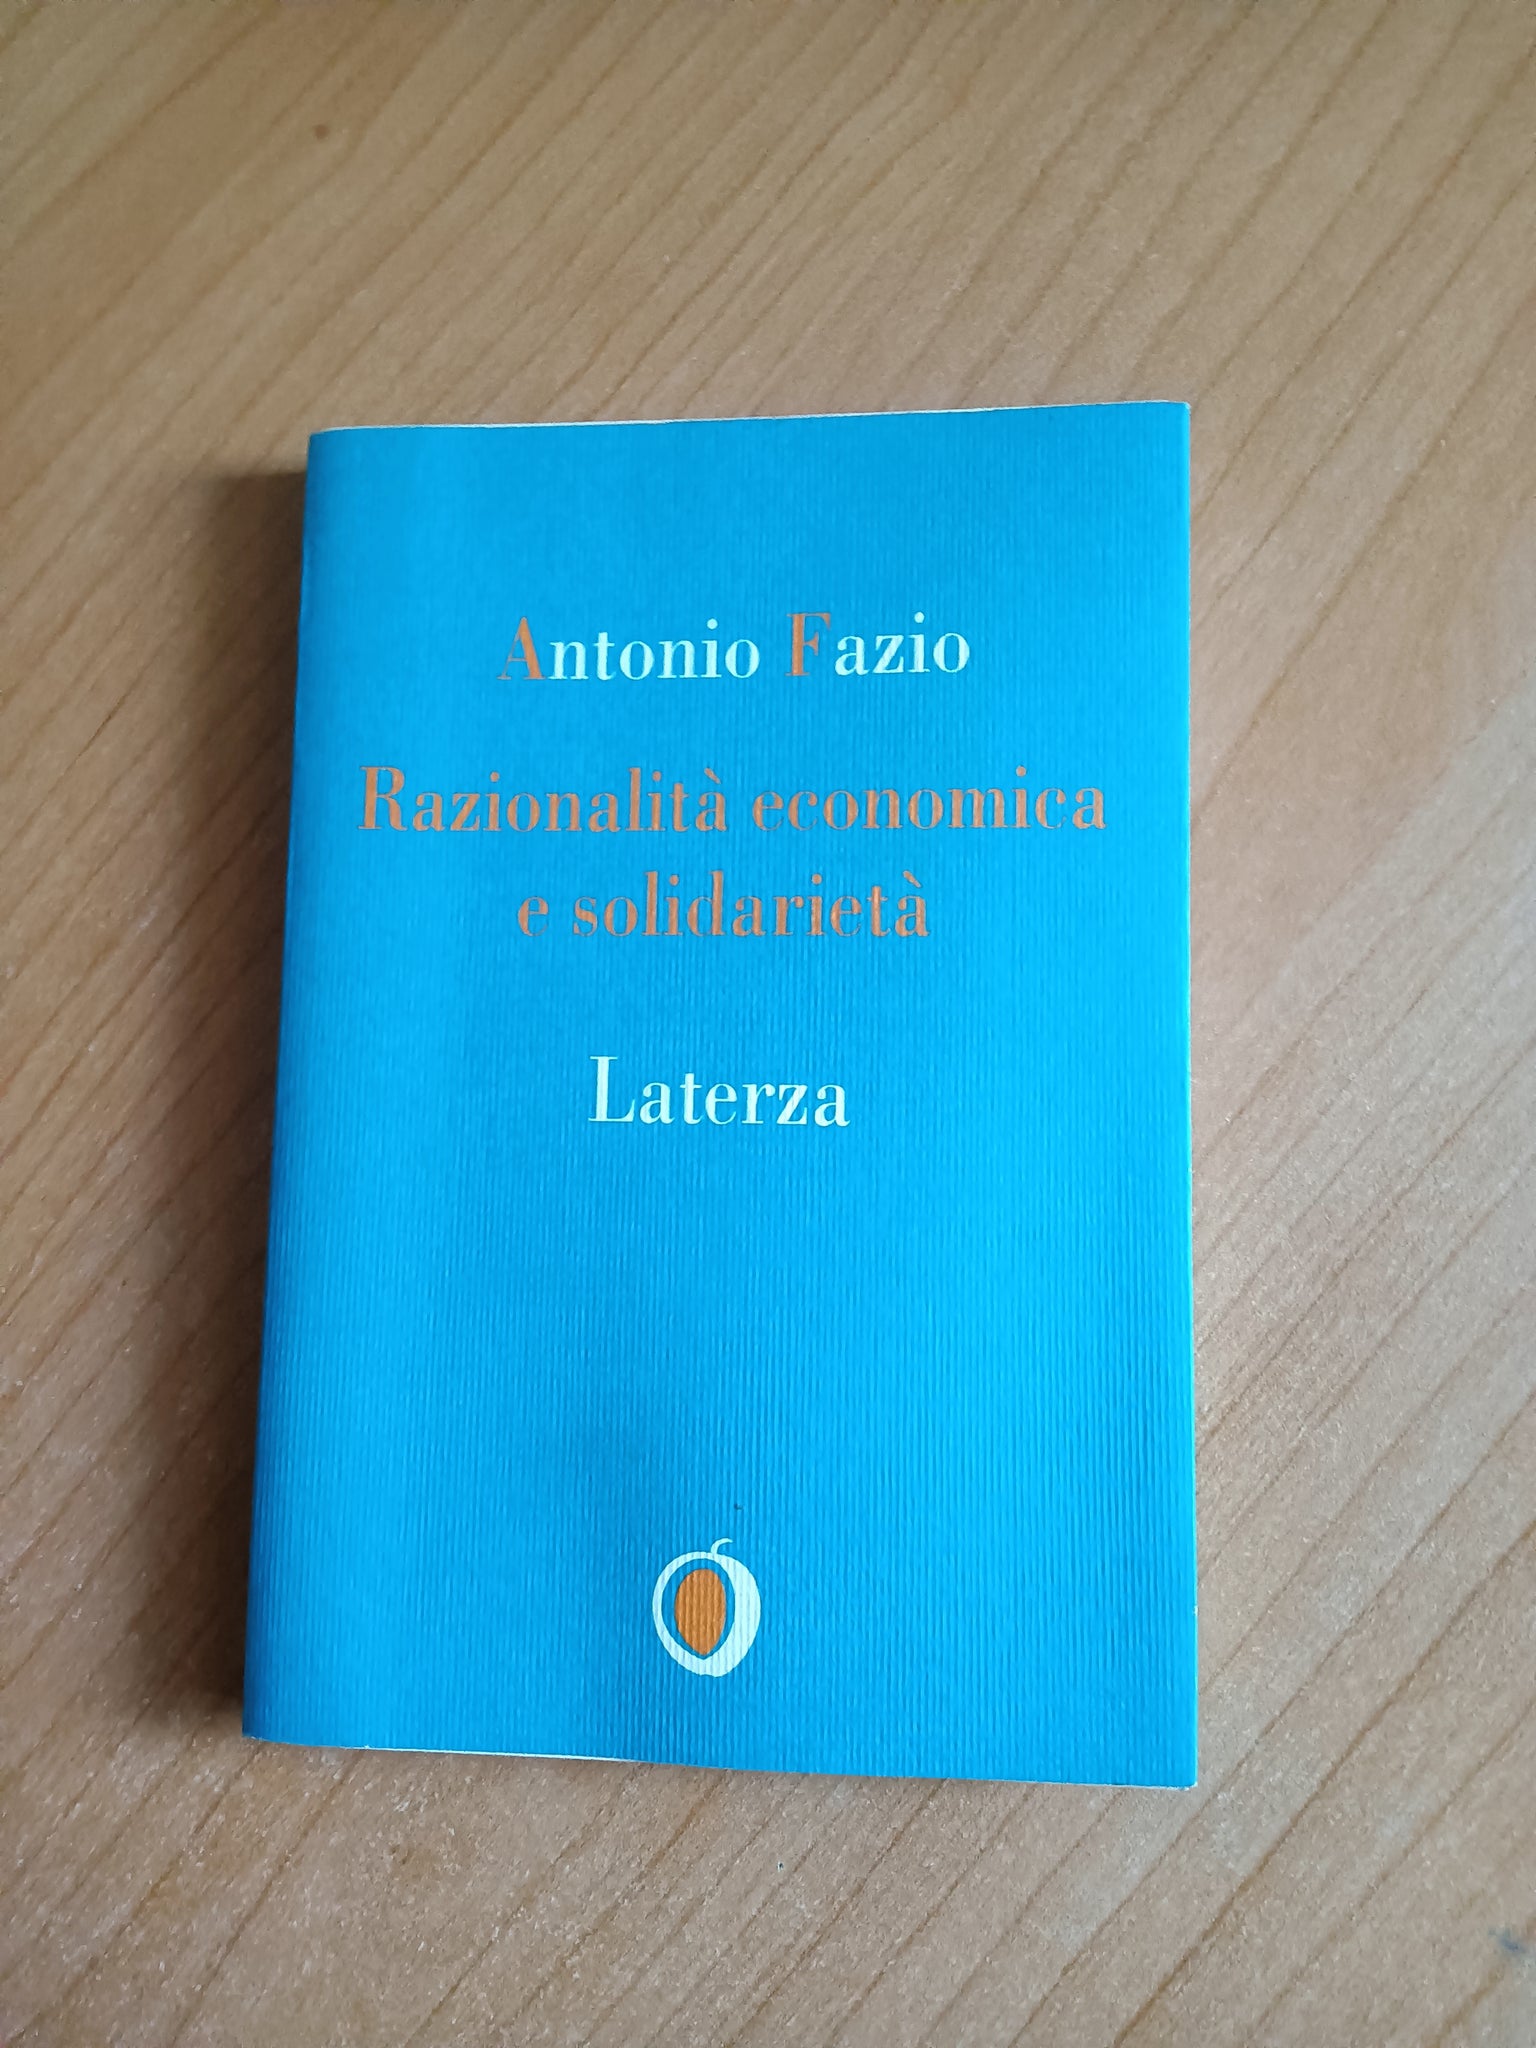 Antonio Fazio
Razionalità economica
e solidarietà
Laterza